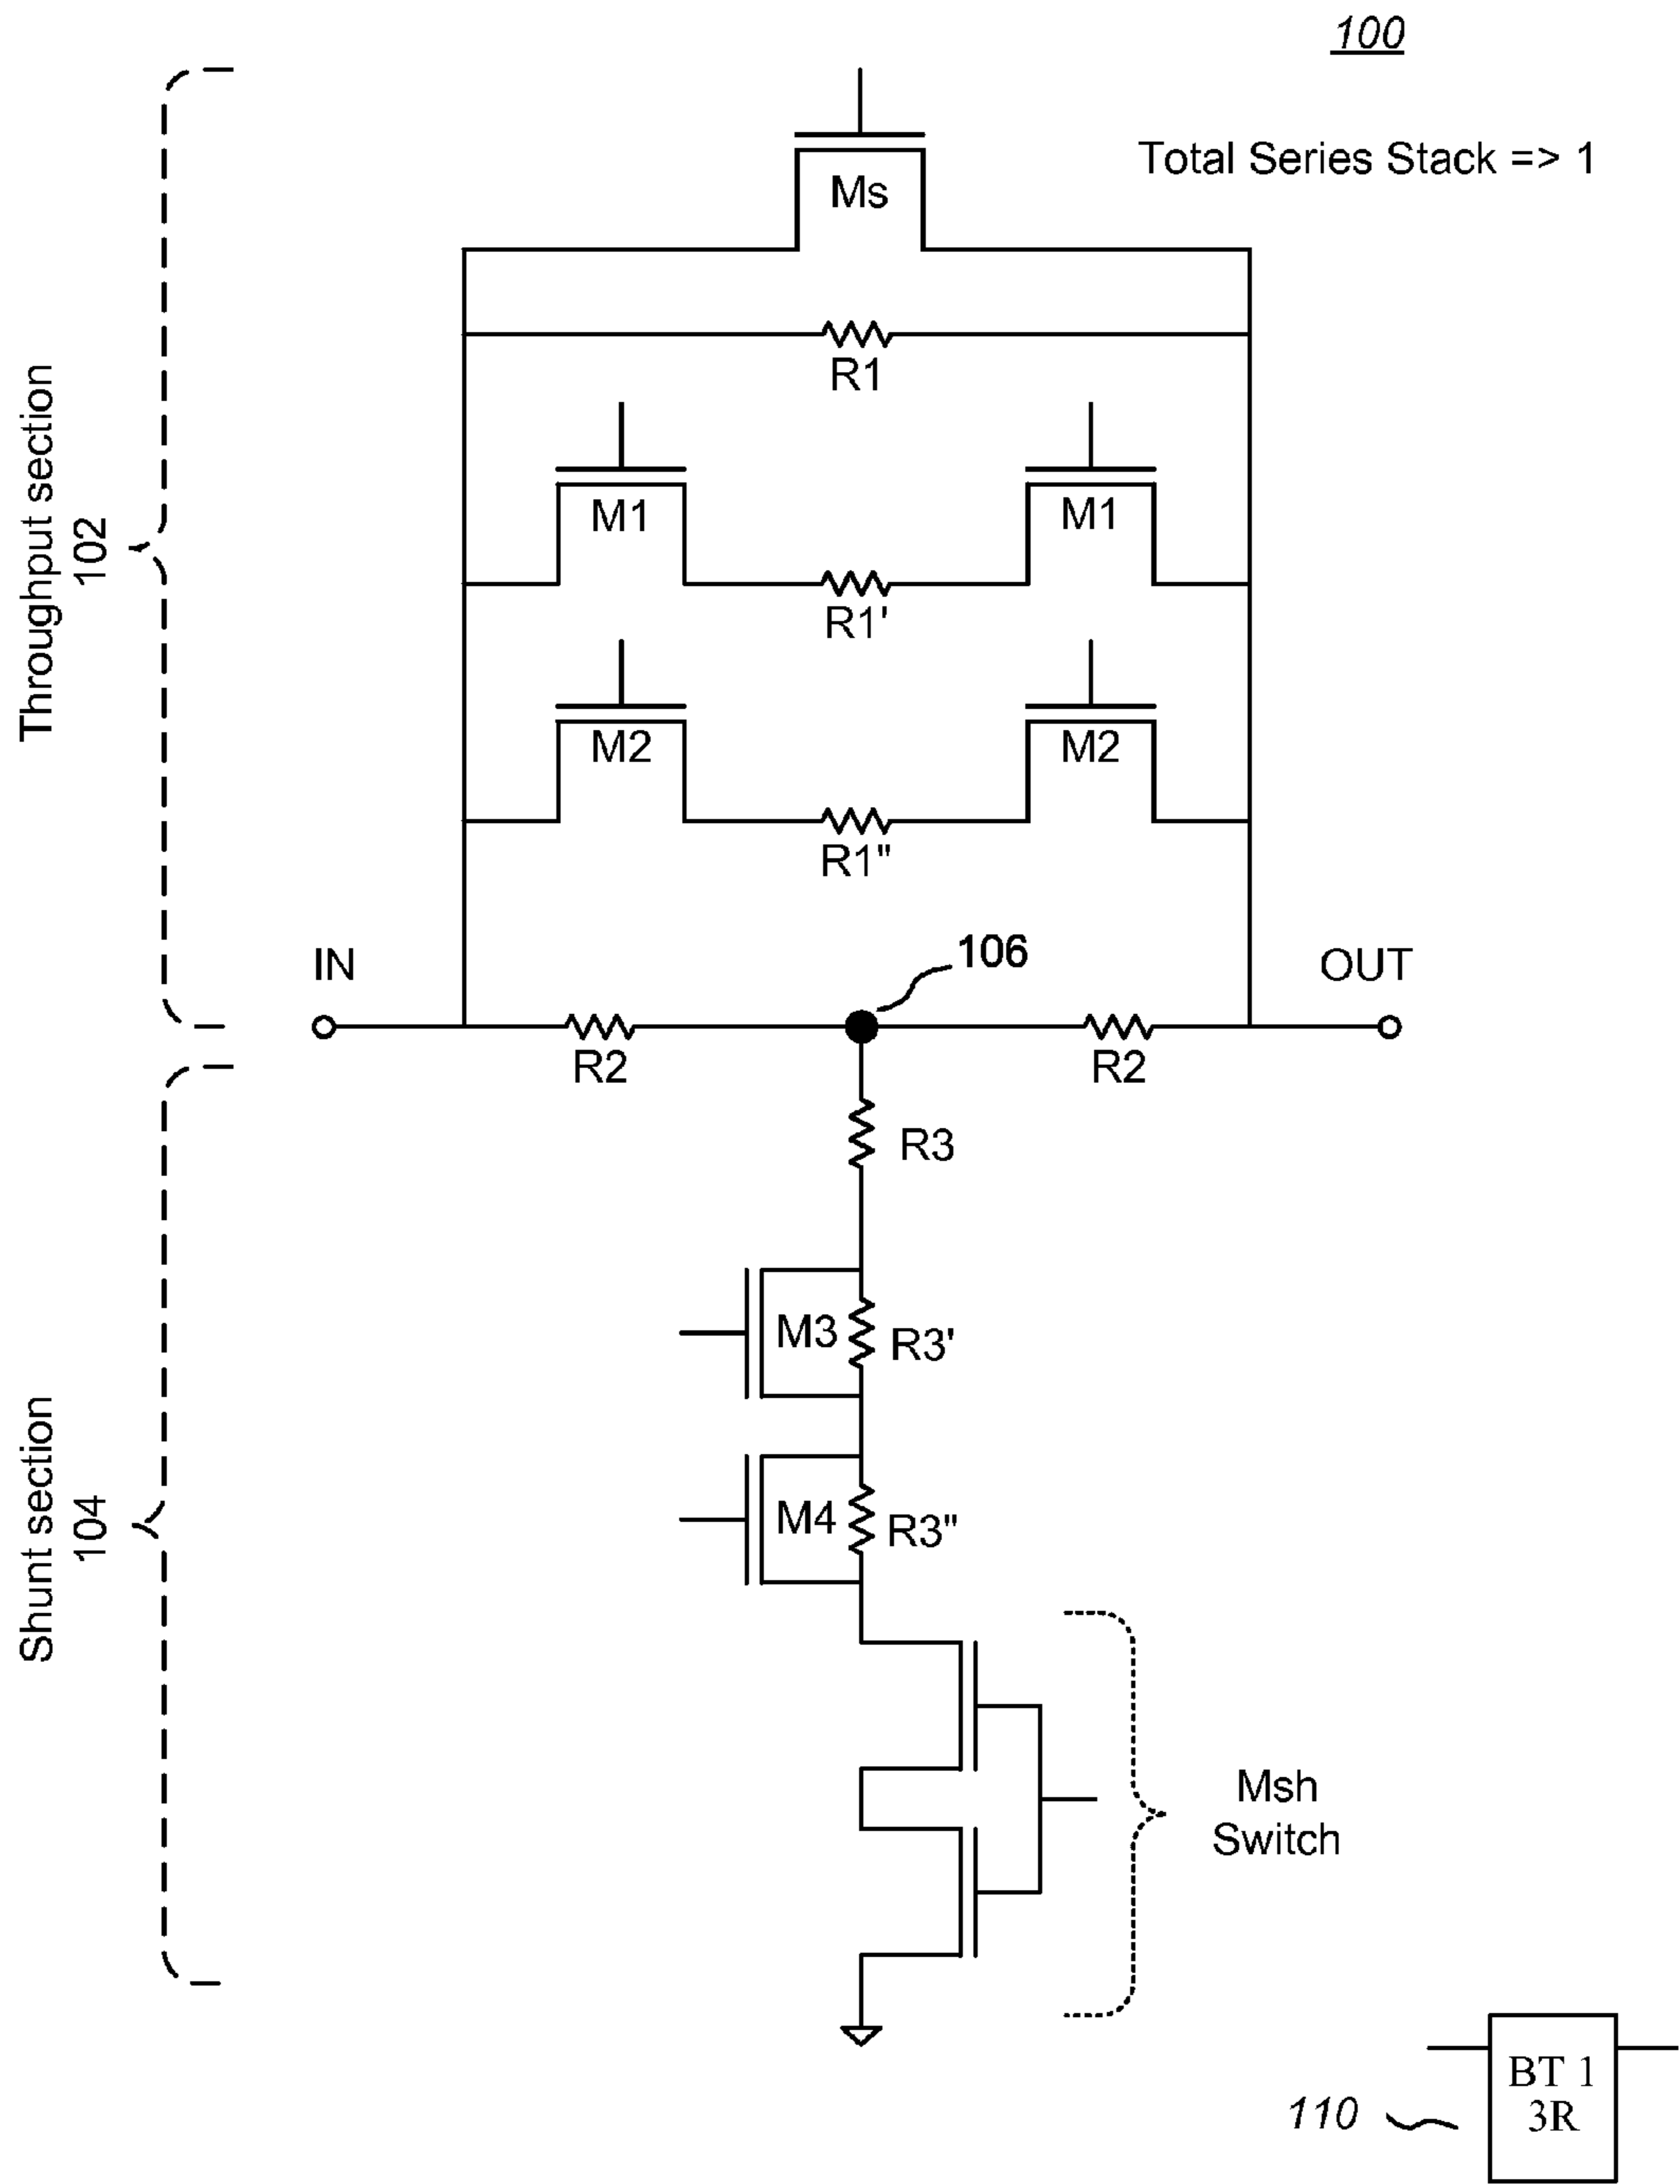 100
Total Series Stack => 1
Ms
R1
M1
M1
R1'
M2
M2
R1"
Throughput section
102
IN
106
OUT
R2
R2
R3
M3
R3'
M4
R3"
Shunt section
104
Msh
Switch
BT 1
3R
110